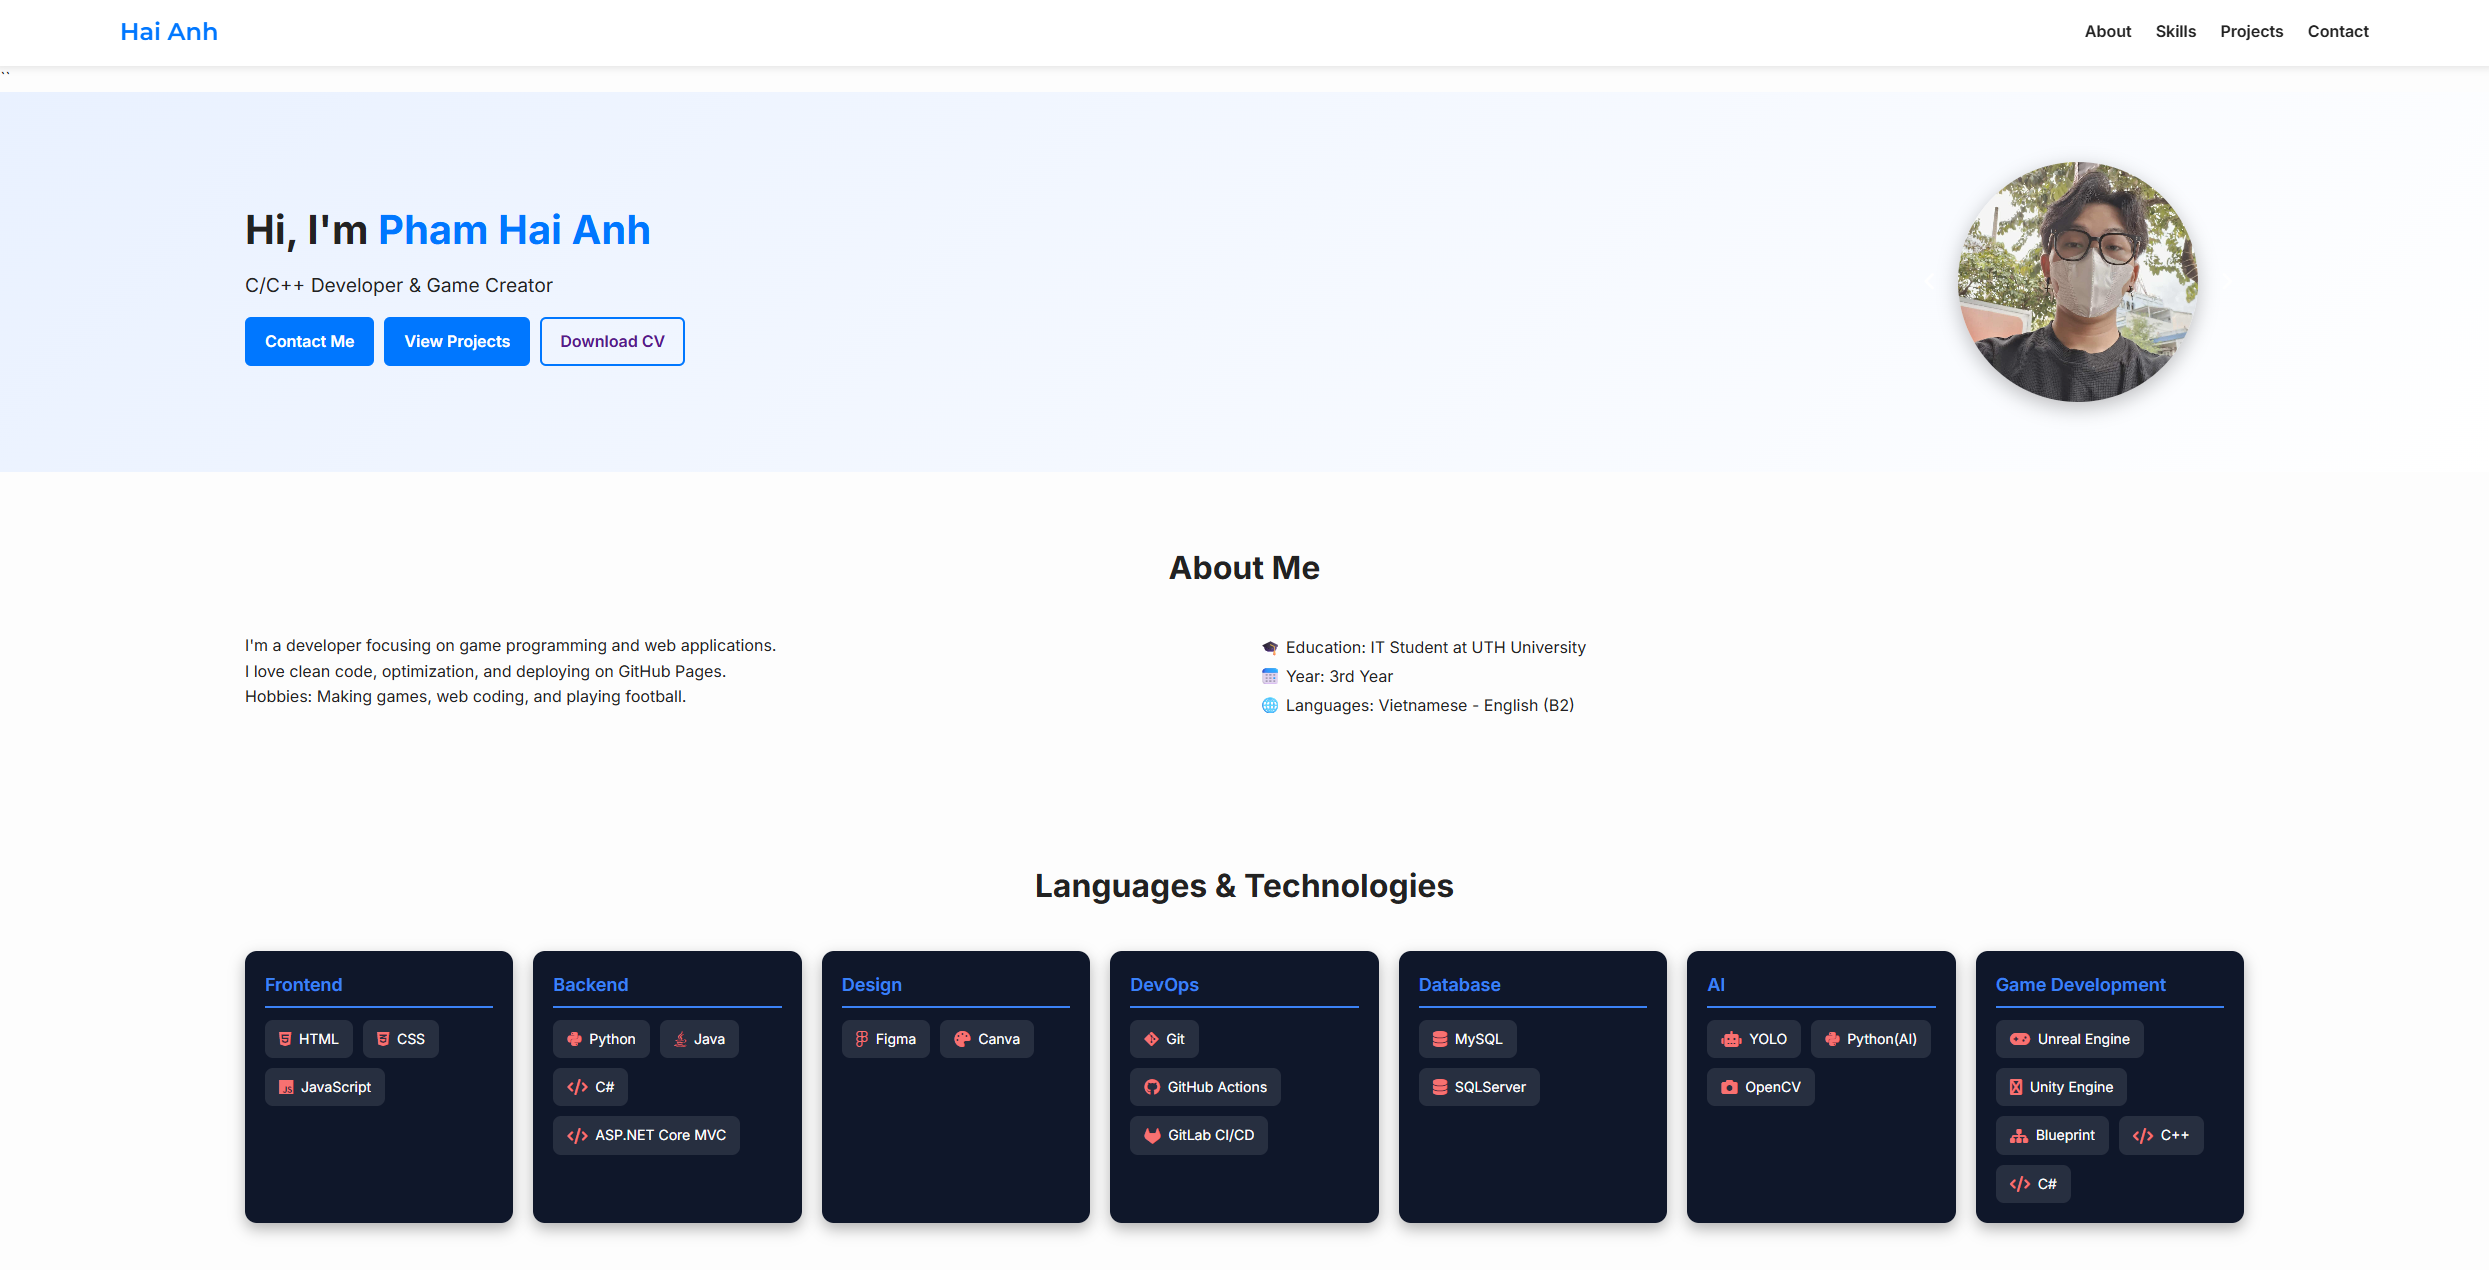 Hai Anh
About Skills Projects Contact
``
Hi, I'm Pham Hai Anh
C/C++ Developer & Game Creator
Contact Me View Projects Download CV
About Me
I'm a developer focusing on game programming and web applications.
I love clean code, optimization, and deploying on GitHub Pages.
Hobbies: Making games, web coding, and playing football.
Education: IT Student at UTH University
Year: 3rd Year
Languages: Vietnamese - English (B2)
Languages & Technologies
Frontend
HTML CSS
JavaScript
Backend
Python Java
C#
ASP.NET Core MVC
Design
Figma Canva
DevOps
Git
GitHub Actions
GitLab CI/CD
Database
MySQL
SQLServer
AI
YOLO Python(AI)
OpenCV
Game Development
Unreal Engine
Unity Engine
Blueprint C++
C#